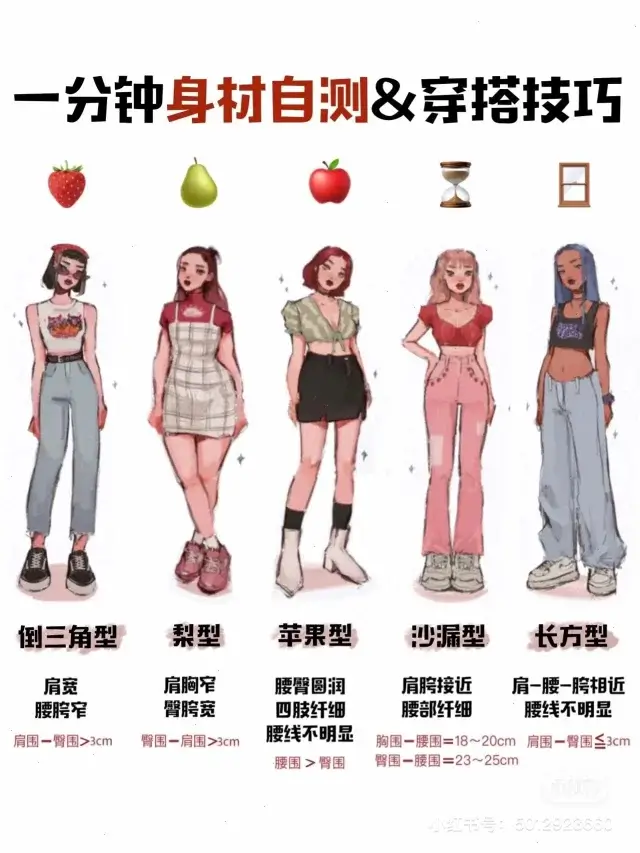 一分钟身材自测&穿搭技巧
倒三角型
肩宽
腰胯窄
肩围-臀围>3cm
梨型
肩胸窄
臀胯宽
臀围-肩围>3cm
苹果型
腰臀圆润
四肢纤细
腰线不明显
腰围 > 臀围
沙漏型
肩胯接近
腰部纤细
胸围-腰围=18~20cm
臀围-腰围=23~25cm
长方型
肩-腰-胯相近
腰线不明显
肩围-臀围≦3cm